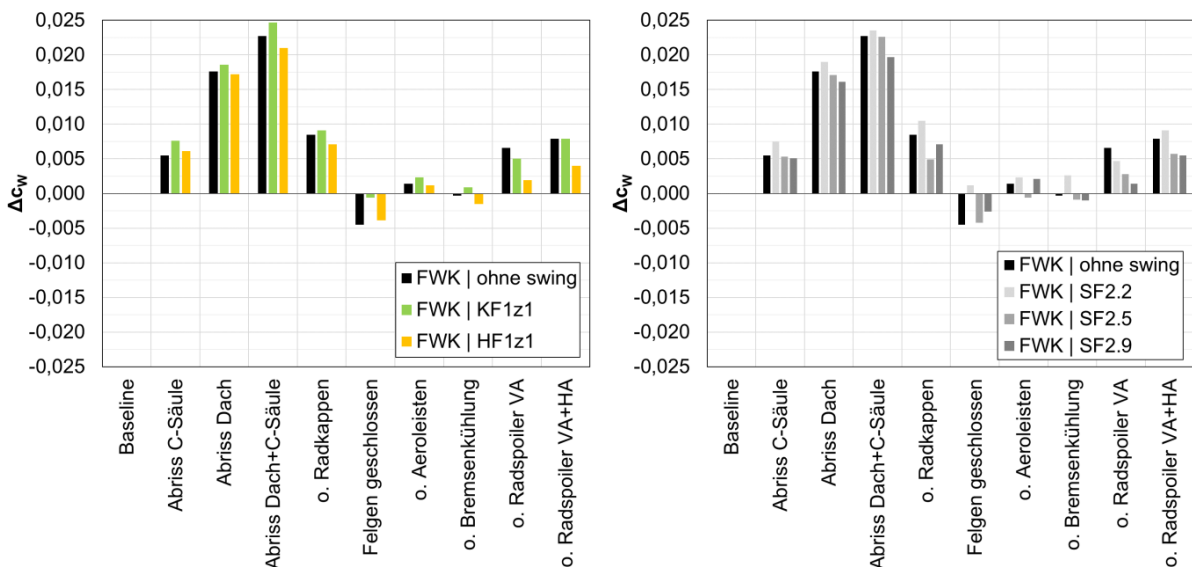 0,025
0,020
0,015
0,010
0,005
0,000
-0,005
-0,010
-0,015
-0,020
-0,025
Δcw
FWK | ohne swing
FWK | KF1z1
FWK | HF1z1
Baseline
Abriss C-Säule
Abriss Dach
Abriss Dach+C-Säule
o. Radkappen
Felgen geschlossen
o. Aeroleisten
o. Bremsenkühlung
o. Radspoiler VA
o. Radspoiler VA+HA
0,025
0,020
0,015
0,010
0,005
0,000
-0,005
-0,010
-0,015
-0,020
-0,025
Δcw
FWK | ohne swing
FWK | SF2.2
FWK | SF2.5
FWK | SF2.9
Baseline
Abriss C-Säule
Abriss Dach
Abriss Dach+C-Säule
o. Radkappen
Felgen geschlossen
o. Aeroleisten
o. Bremsenkühlung
o. Radspoiler VA
o. Radspoiler VA+HA